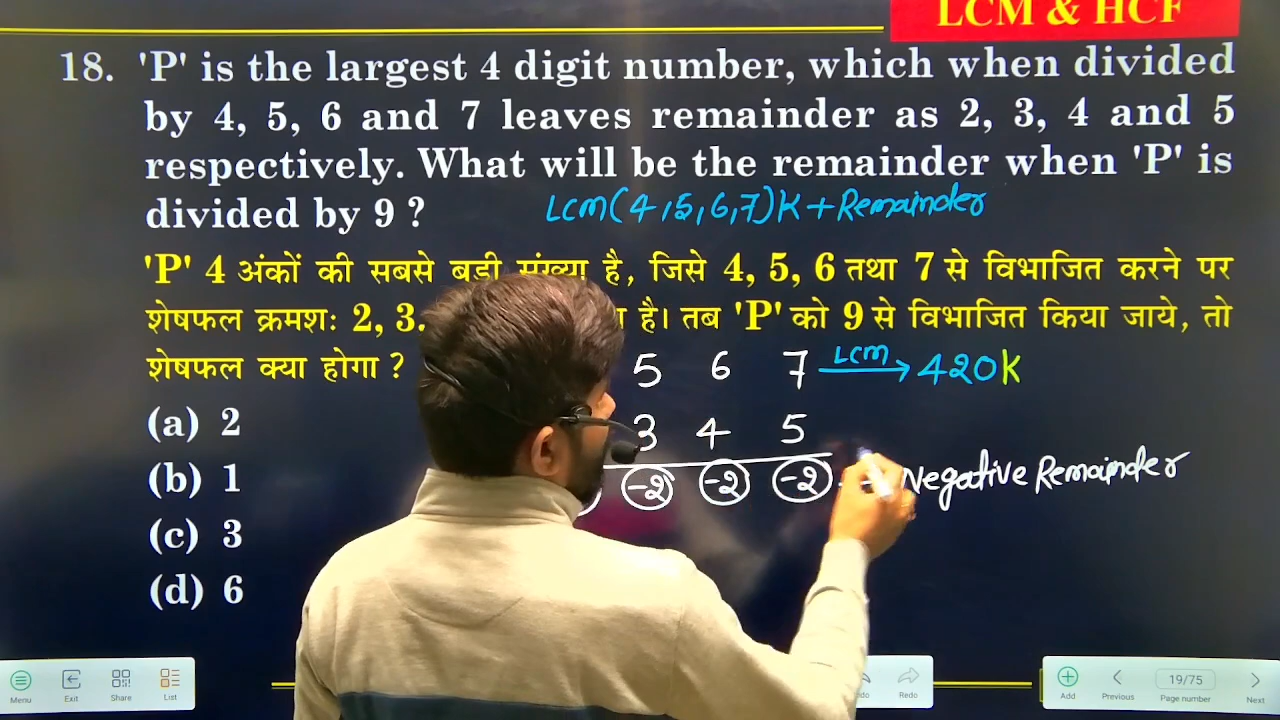 LCM & HCF
18. 'P' is the largest 4 digit number, which when divided
by 4, 5, 6 and 7 leaves remainder as 2, 3, 4 and 5
respectively. What will be the remainder when 'P' is
divided by 9 ?
LCM(4,5,6,7)K+Remainder
'P' 4 अंकों की सबसे बड़ी संख्या है, जिसे 4, 5, 6 तथा 7 से विभाजित करने पर
शेषफल क्रमशः 2, 3. है। तब 'P' को 9 से विभाजित किया जाये, तो
शेषफल क्या होगा ?
5 6 7 LCM → 420K
3 4 5
-2 -2 -2 Negative Remainder
(a) 2
(b) 1
(c) 3
(d) 6
Menu Exit Share List Redo Add Previous 19/75 Page number Next